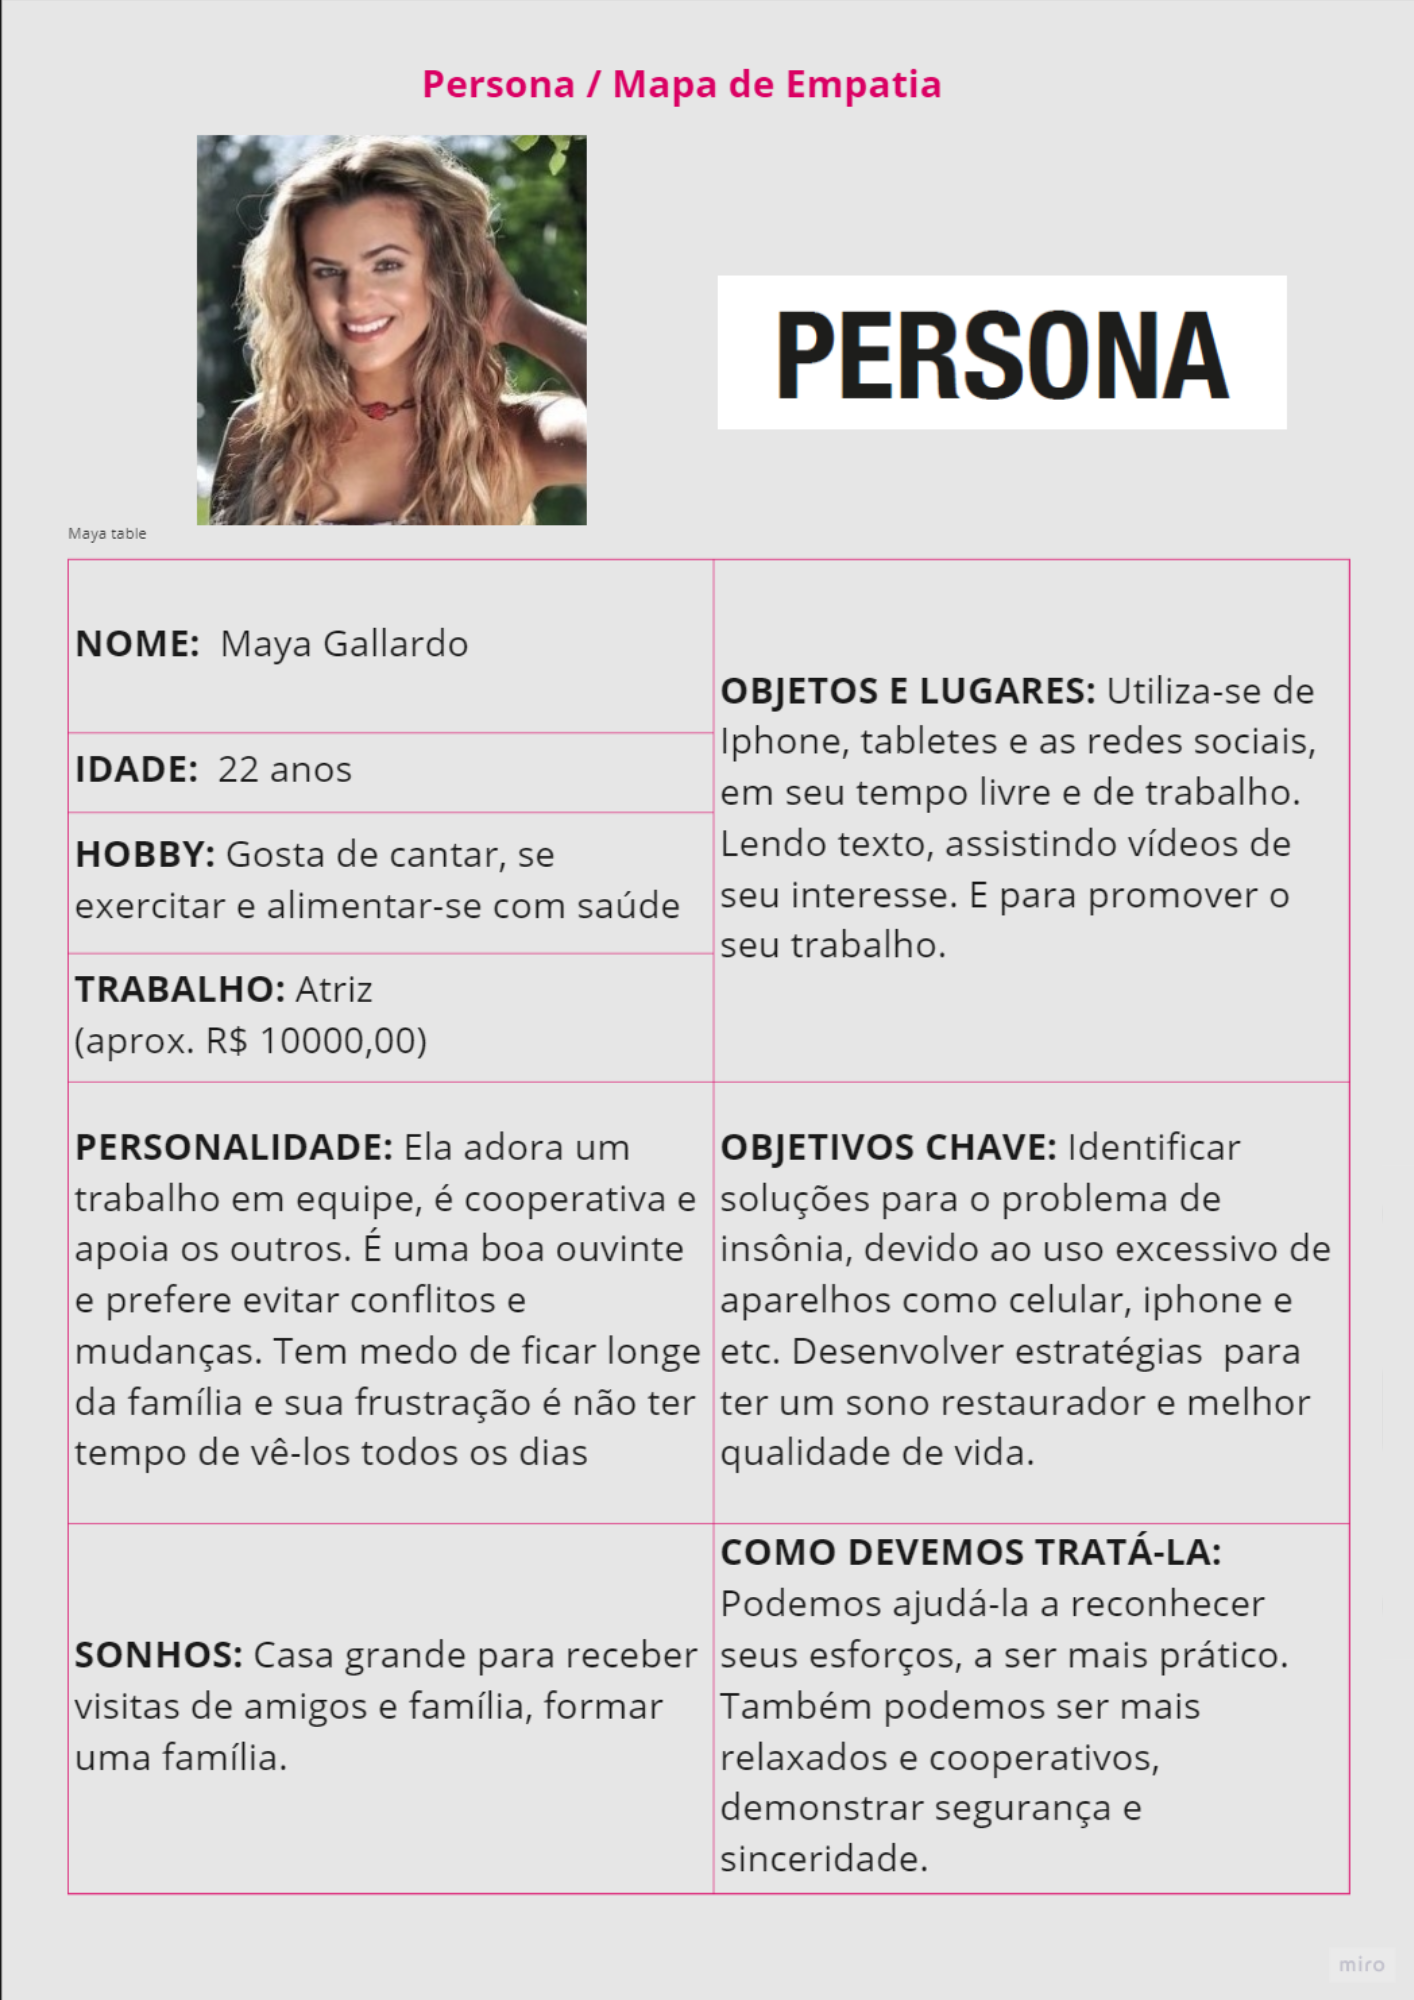 Persona / Mapa de Empatia
PERSONA
Maya table
NOME:  Maya Gallardo
IDADE:  22 anos
HOBBY: Gosta de cantar, se
exercitar e alimentar-se com saúde
TRABALHO: Atriz
(aprox. R$ 10000,00)
OBJETOS E LUGARES: Utiliza-se de
Iphone, tabletes e as redes sociais,
em seu tempo livre e de trabalho.
Lendo texto, assistindo vídeos de
seu interesse. E para promover o
seu trabalho.
PERSONALIDADE: Ela adora um
trabalho em equipe, é cooperativa e
apoia os outros. É uma boa ouvinte
e prefere evitar conflitos e
mudanças. Tem medo de ficar longe
da família e sua frustração é não ter
tempo de vê-los todos os dias
OBJETIVOS CHAVE: Identificar
soluções para o problema de
insônia, devido ao uso excessivo de
aparelhos como celular, iphone e
etc. Desenvolver estratégias  para
ter um sono restaurador e melhor
qualidade de vida.
SONHOS: Casa grande para receber
visitas de amigos e família, formar
uma família.
COMO DEVEMOS TRATÁ-LA:
Podemos ajudá-la a reconhecer
seus esforços, a ser mais prático.
Também podemos ser mais
relaxados e cooperativos,
demonstrar segurança e
sinceridade.
miro